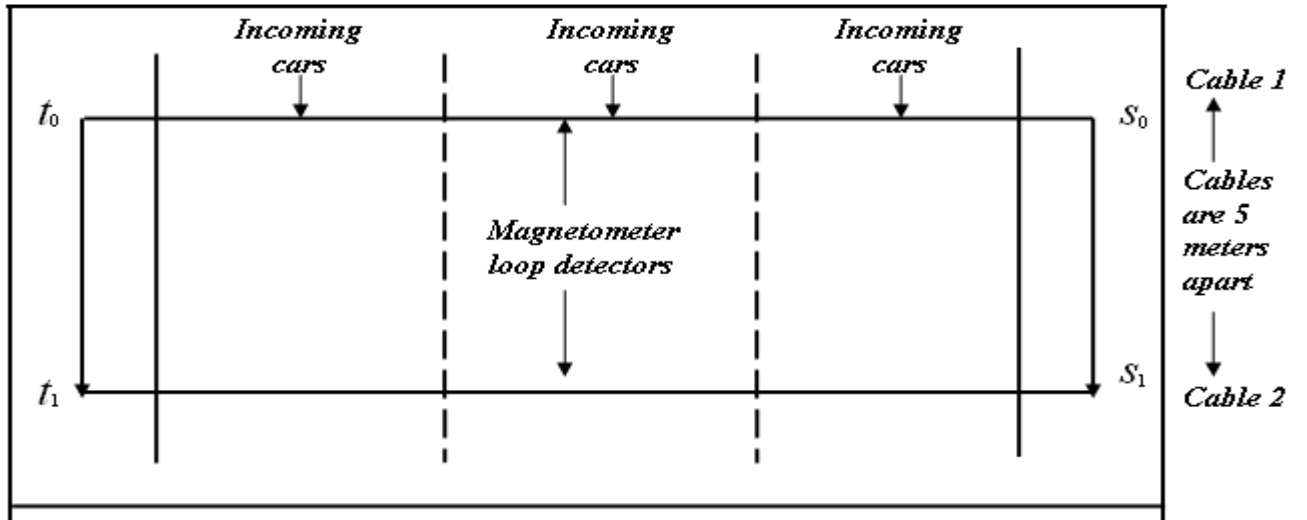 Incoming
cars
Incoming
cars
Incoming
cars
Cable 1
t₀
S₀
Cables
are 5
meters
apart
Magnetometer
loop detectors
t₁
S₁
Cable 2